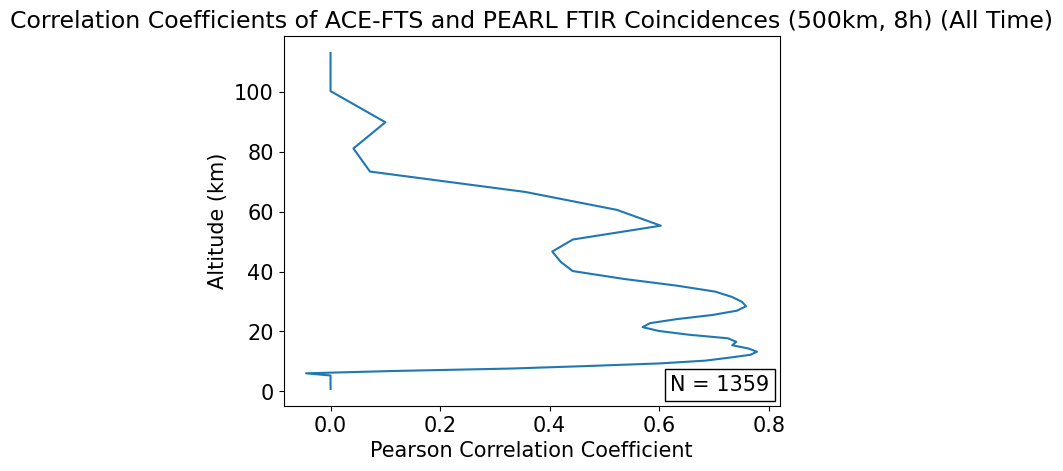 Correlation Coefficients of ACE-FTS and PEARL FTIR Coincidences (500km, 8h) (All Time)
100
80
60
40
20
0
Altitude (km)
N = 1359
0.0 0.2 0.4 0.6 0.8
Pearson Correlation Coefficient